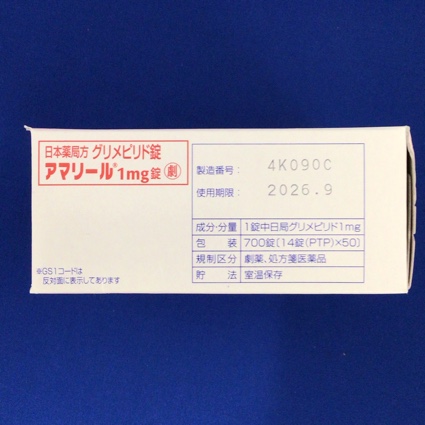 日本薬局方 グリメピリド錠
アマリール®1mg錠 劇
製造番号： 4K090C
使用期限： 2026.9
成分・分量 1錠中日局グリメピリド1mg
包装 700錠［14錠(PTP)×50］
規制区分 劇薬、処方箋医薬品
貯法 室温保存
※GS1コードは
反対面に表示してあります